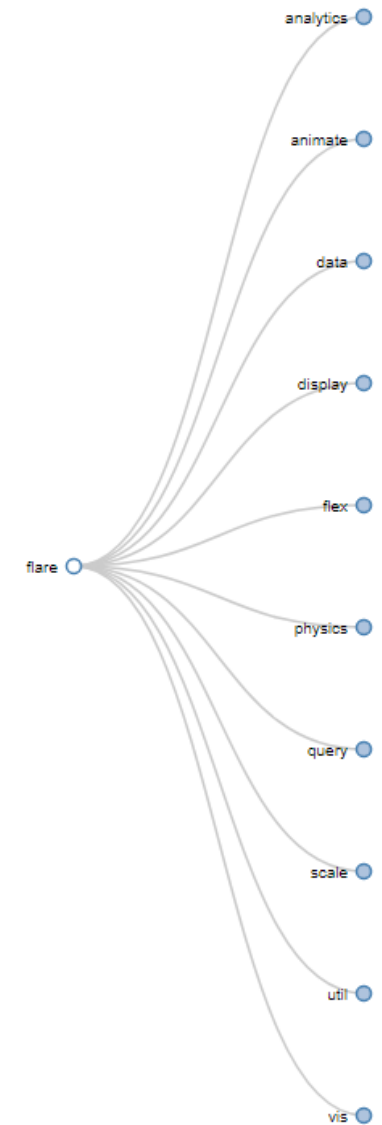 analytics
animate
data
display
flex
flare
physics
query
scale
util
vis